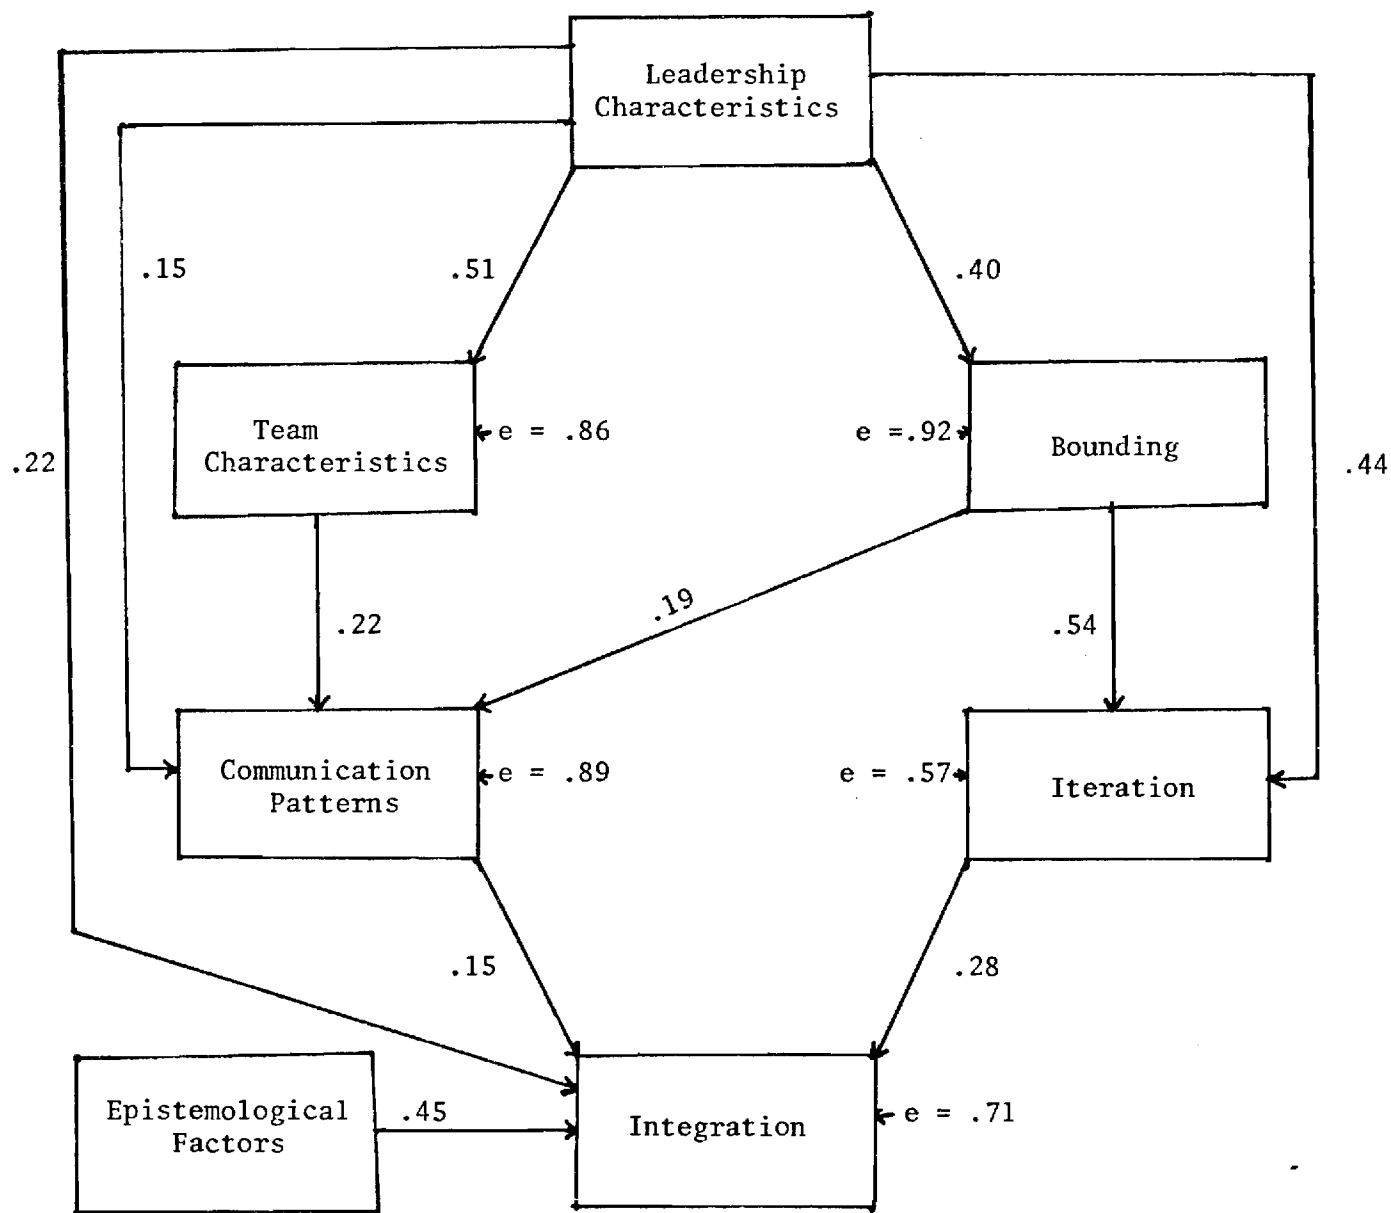 Leadership
Characteristics
.15
.51
.40
Team
Characteristics
e = .86
e =.92
Bounding
.22
.44
.22
.19
.54
Communication
Patterns
e = .89
e = .57
Iteration
.15
.28
Epistemological
Factors
.45
Integration
e = .71